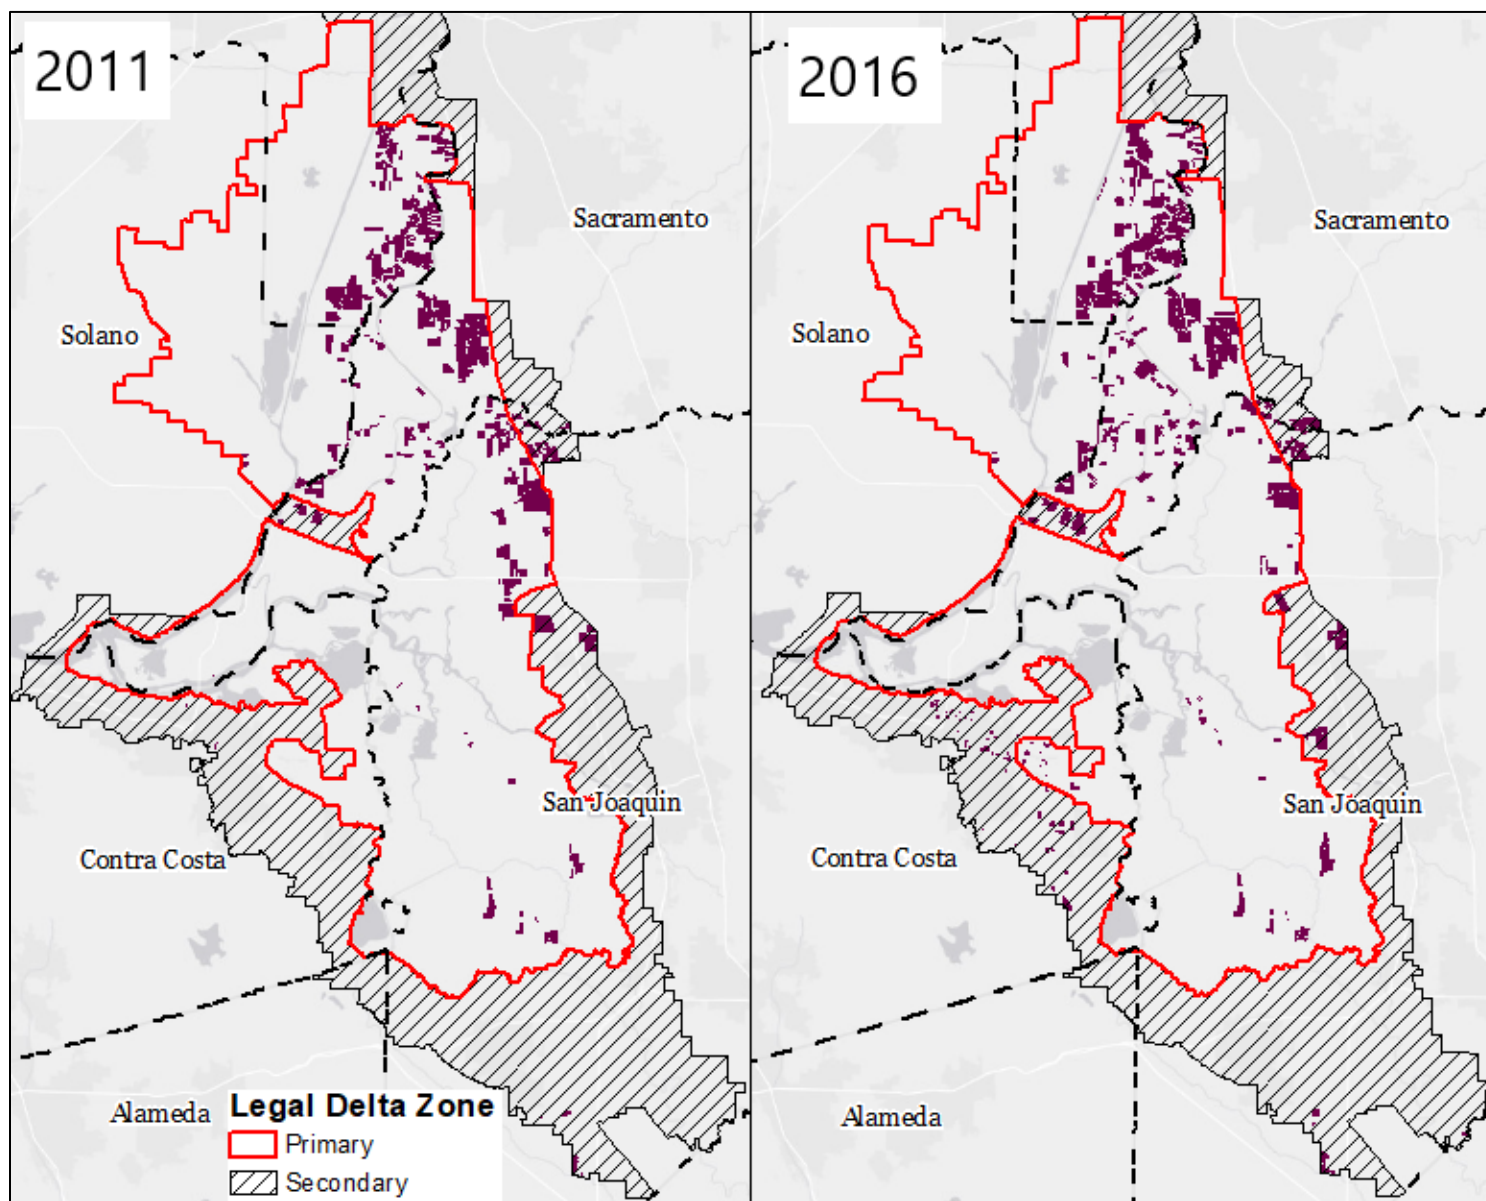 2011
Sacramento
Solano
San Joaquin
Contra Costa
Alameda
Legal Delta Zone
Primary
Secondary
2016
Sacramento
Solano
San Joaquin
Contra Costa
Alameda